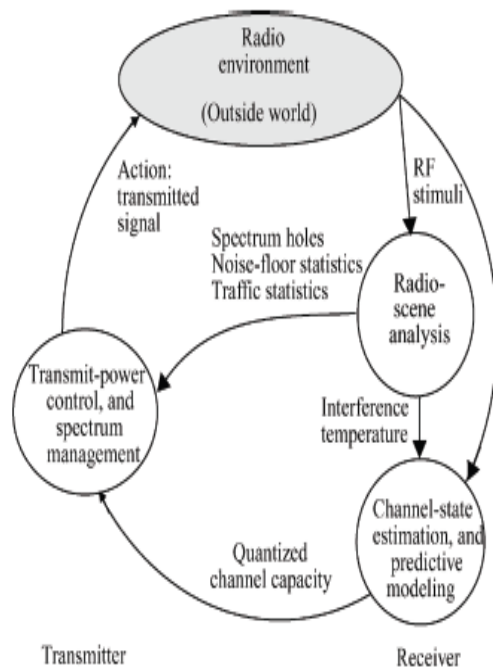 Radio
environment
(Outside world)
Action:
transmitted
signal
RF
stimuli
Spectrum holes
Noise-floor statistics
Traffic statistics
Radio-
scene
analysis
Transmit-power
control, and
spectrum
management
Interference
temperature
Channel-state
estimation, and
predictive
modeling
Quantized
channel capacity
Transmitter
Receiver